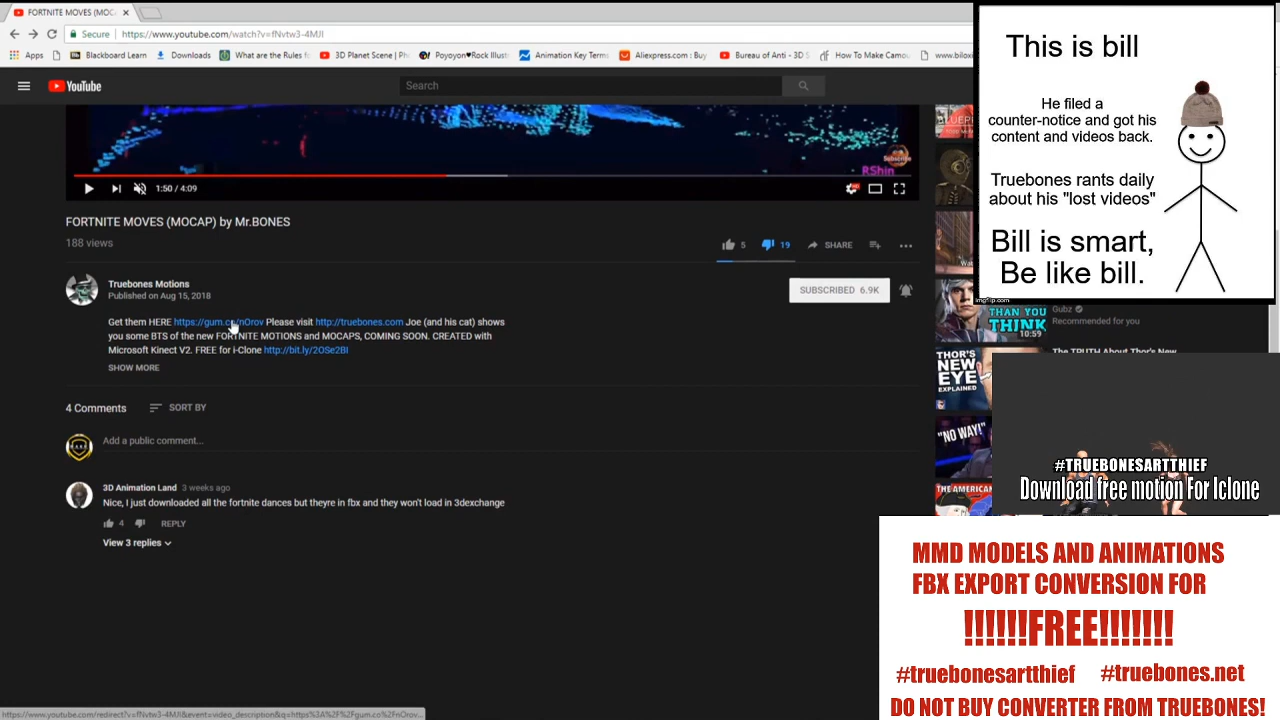 FORTNITE MOVES (MOC
Secure
https://www.youtube.com/watch?v=fNvtw3-4MJI
Apps
Blackboard Learn
Downloads
What are the Rules f
3D Planet Scene | Ph
Poyoyon♥Rock Illust
Animation Key Terms
Aliexpress.com : Buy
Bureau of Anti - 3D S
How To Make Camou
www.biloxi
YouTube
Search
Subscribe
RShin
1:50 / 4:09
FORTNITE MOVES (MOCAP) by Mr.BONES
188 views
5
19
SHARE
Truebones Motions
Published on Aug 15, 2018
SUBSCRIBED 6.9K
Get them HERE https://gum.co/nOrov Please visit http://truebones.com Joe (and his cat) shows
you some BTS of the new FORTNITE MOTIONS and MOCAPS, COMING SOON. CREATED with
Microsoft Kinect V2. FREE for i-Clone http://bit.ly/2OSe2BI
SHOW MORE
4 Comments
SORT BY
Add a public comment...
3D Animation Land 3 weeks ago
Nice, I just downloaded all the fortnite dances but theyre in fbx and they won't load in 3dexchange
4
REPLY
View 3 replies
This is bill
He filed a
counter-notice and got his
content and videos back.
Truebones rants daily
about his "lost videos"
Bill is smart,
Be like bill.
imgflip.com
THAN YOU
THINK
10:59
Gubz
Recommended for you
The TRUTH About Thor's New
THOR'S
NEW
EYE
EXPLAINED
"NO WAY!"
THE AMERICAN
#TRUEBONESARTTHIEF
Download free motion For Iclone
MMD MODELS AND ANIMATIONS
FBX EXPORT CONVERSION FOR
!!!!!!FREE!!!!!!!
#truebonesartthief #truebones.net
DO NOT BUY CONVERTER FROM TRUEBONES!
https://www.youtube.com/redirect?v=fNvtw3-4MJI&event=video_description&q=https%3A%2F%2Fgum.co%2FnOrov...